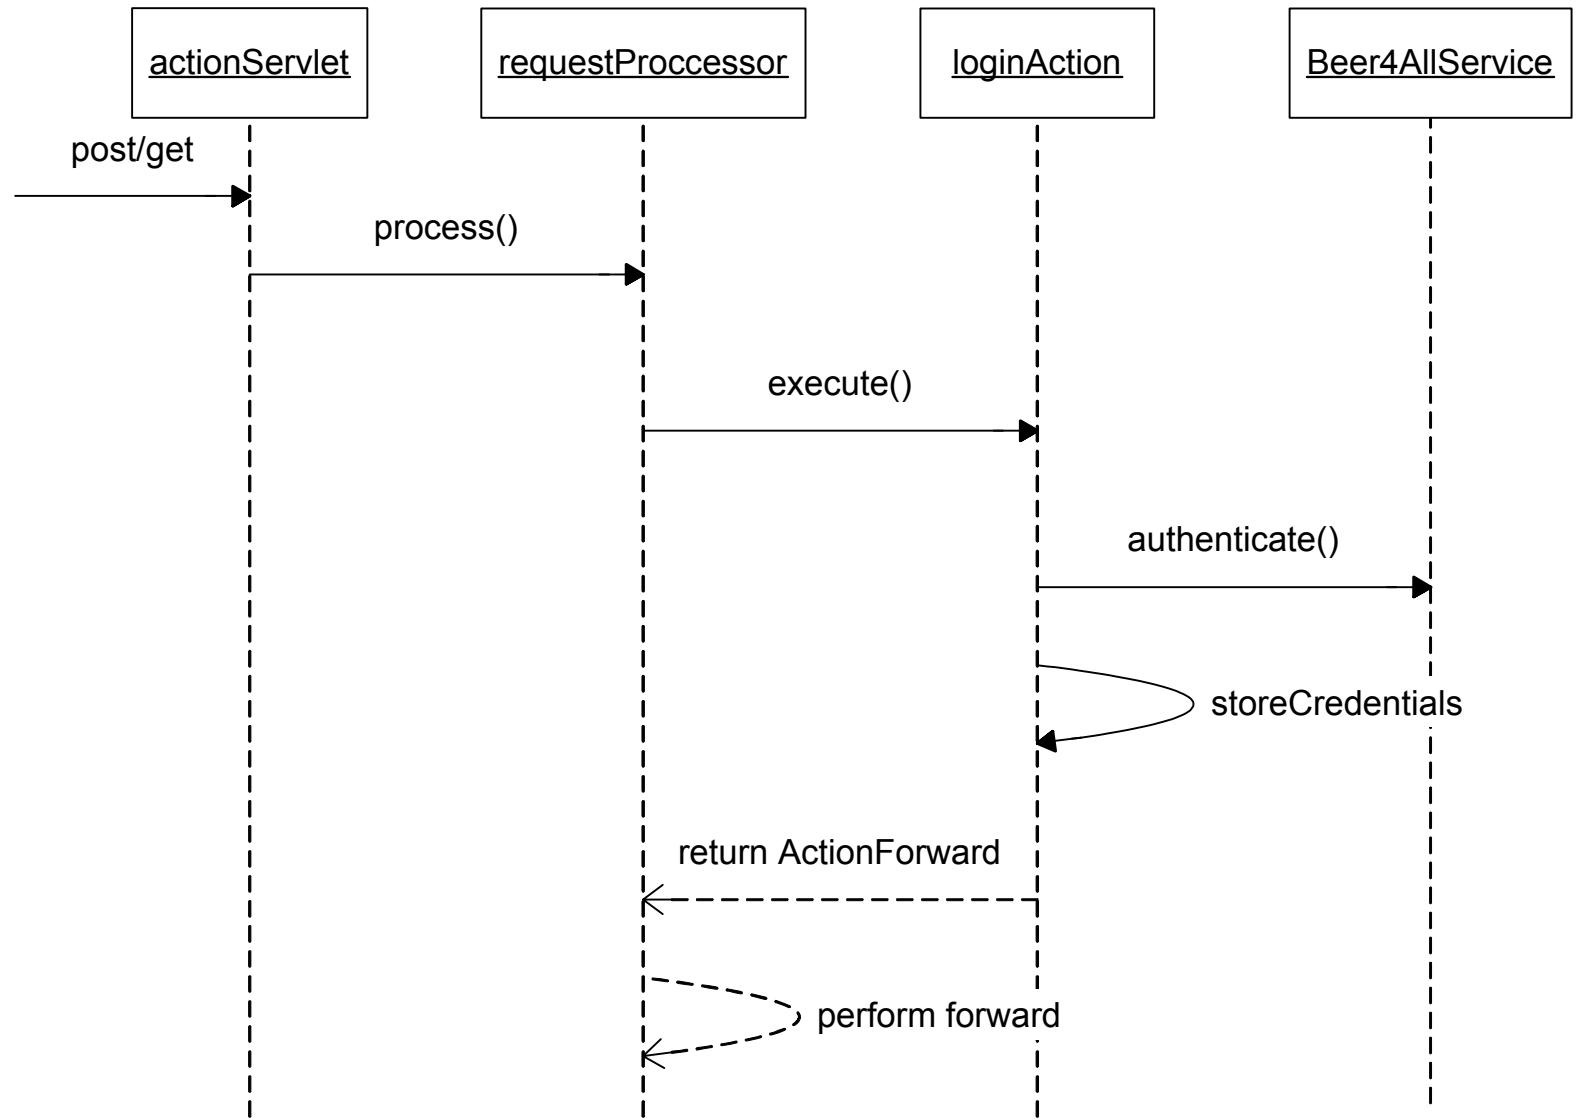 actionServlet
requestProccessor
loginAction
Beer4AllService
post/get
process()
execute()
authenticate()
storeCredentials
return ActionForward
perform forward